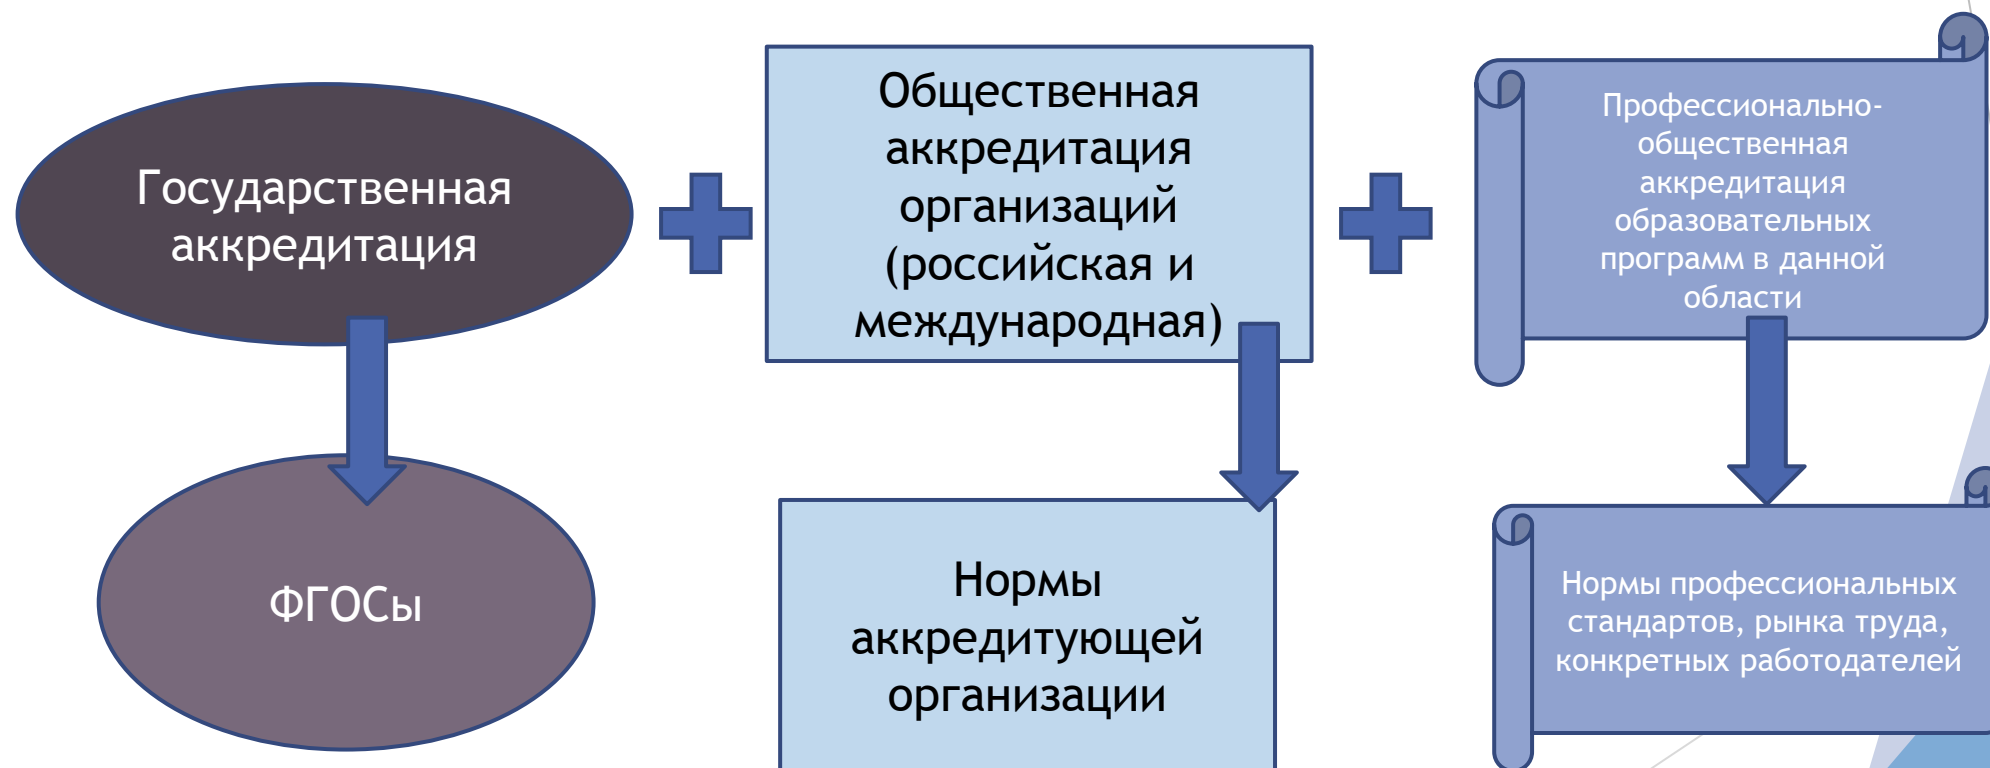 Государственная
аккредитация
Общественная
аккредитация
организаций
(российская и
международная)
Профессионально-
общественная
аккредитация
образовательных
программ в данной
области
ФГОСы
Нормы
аккредитующей
организации
Нормы профессиональных
стандартов, рынка труда,
конкретных работодателей